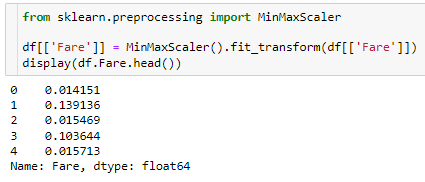 from sklearn.preprocessing import MinMaxScaler
df[['Fare']] = MinMaxScaler().fit_transform(df[['Fare']])
display(df.Fare.head())
0    0.014151
1    0.139136
2    0.015469
3    0.103644
4    0.015713
Name: Fare, dtype: float64